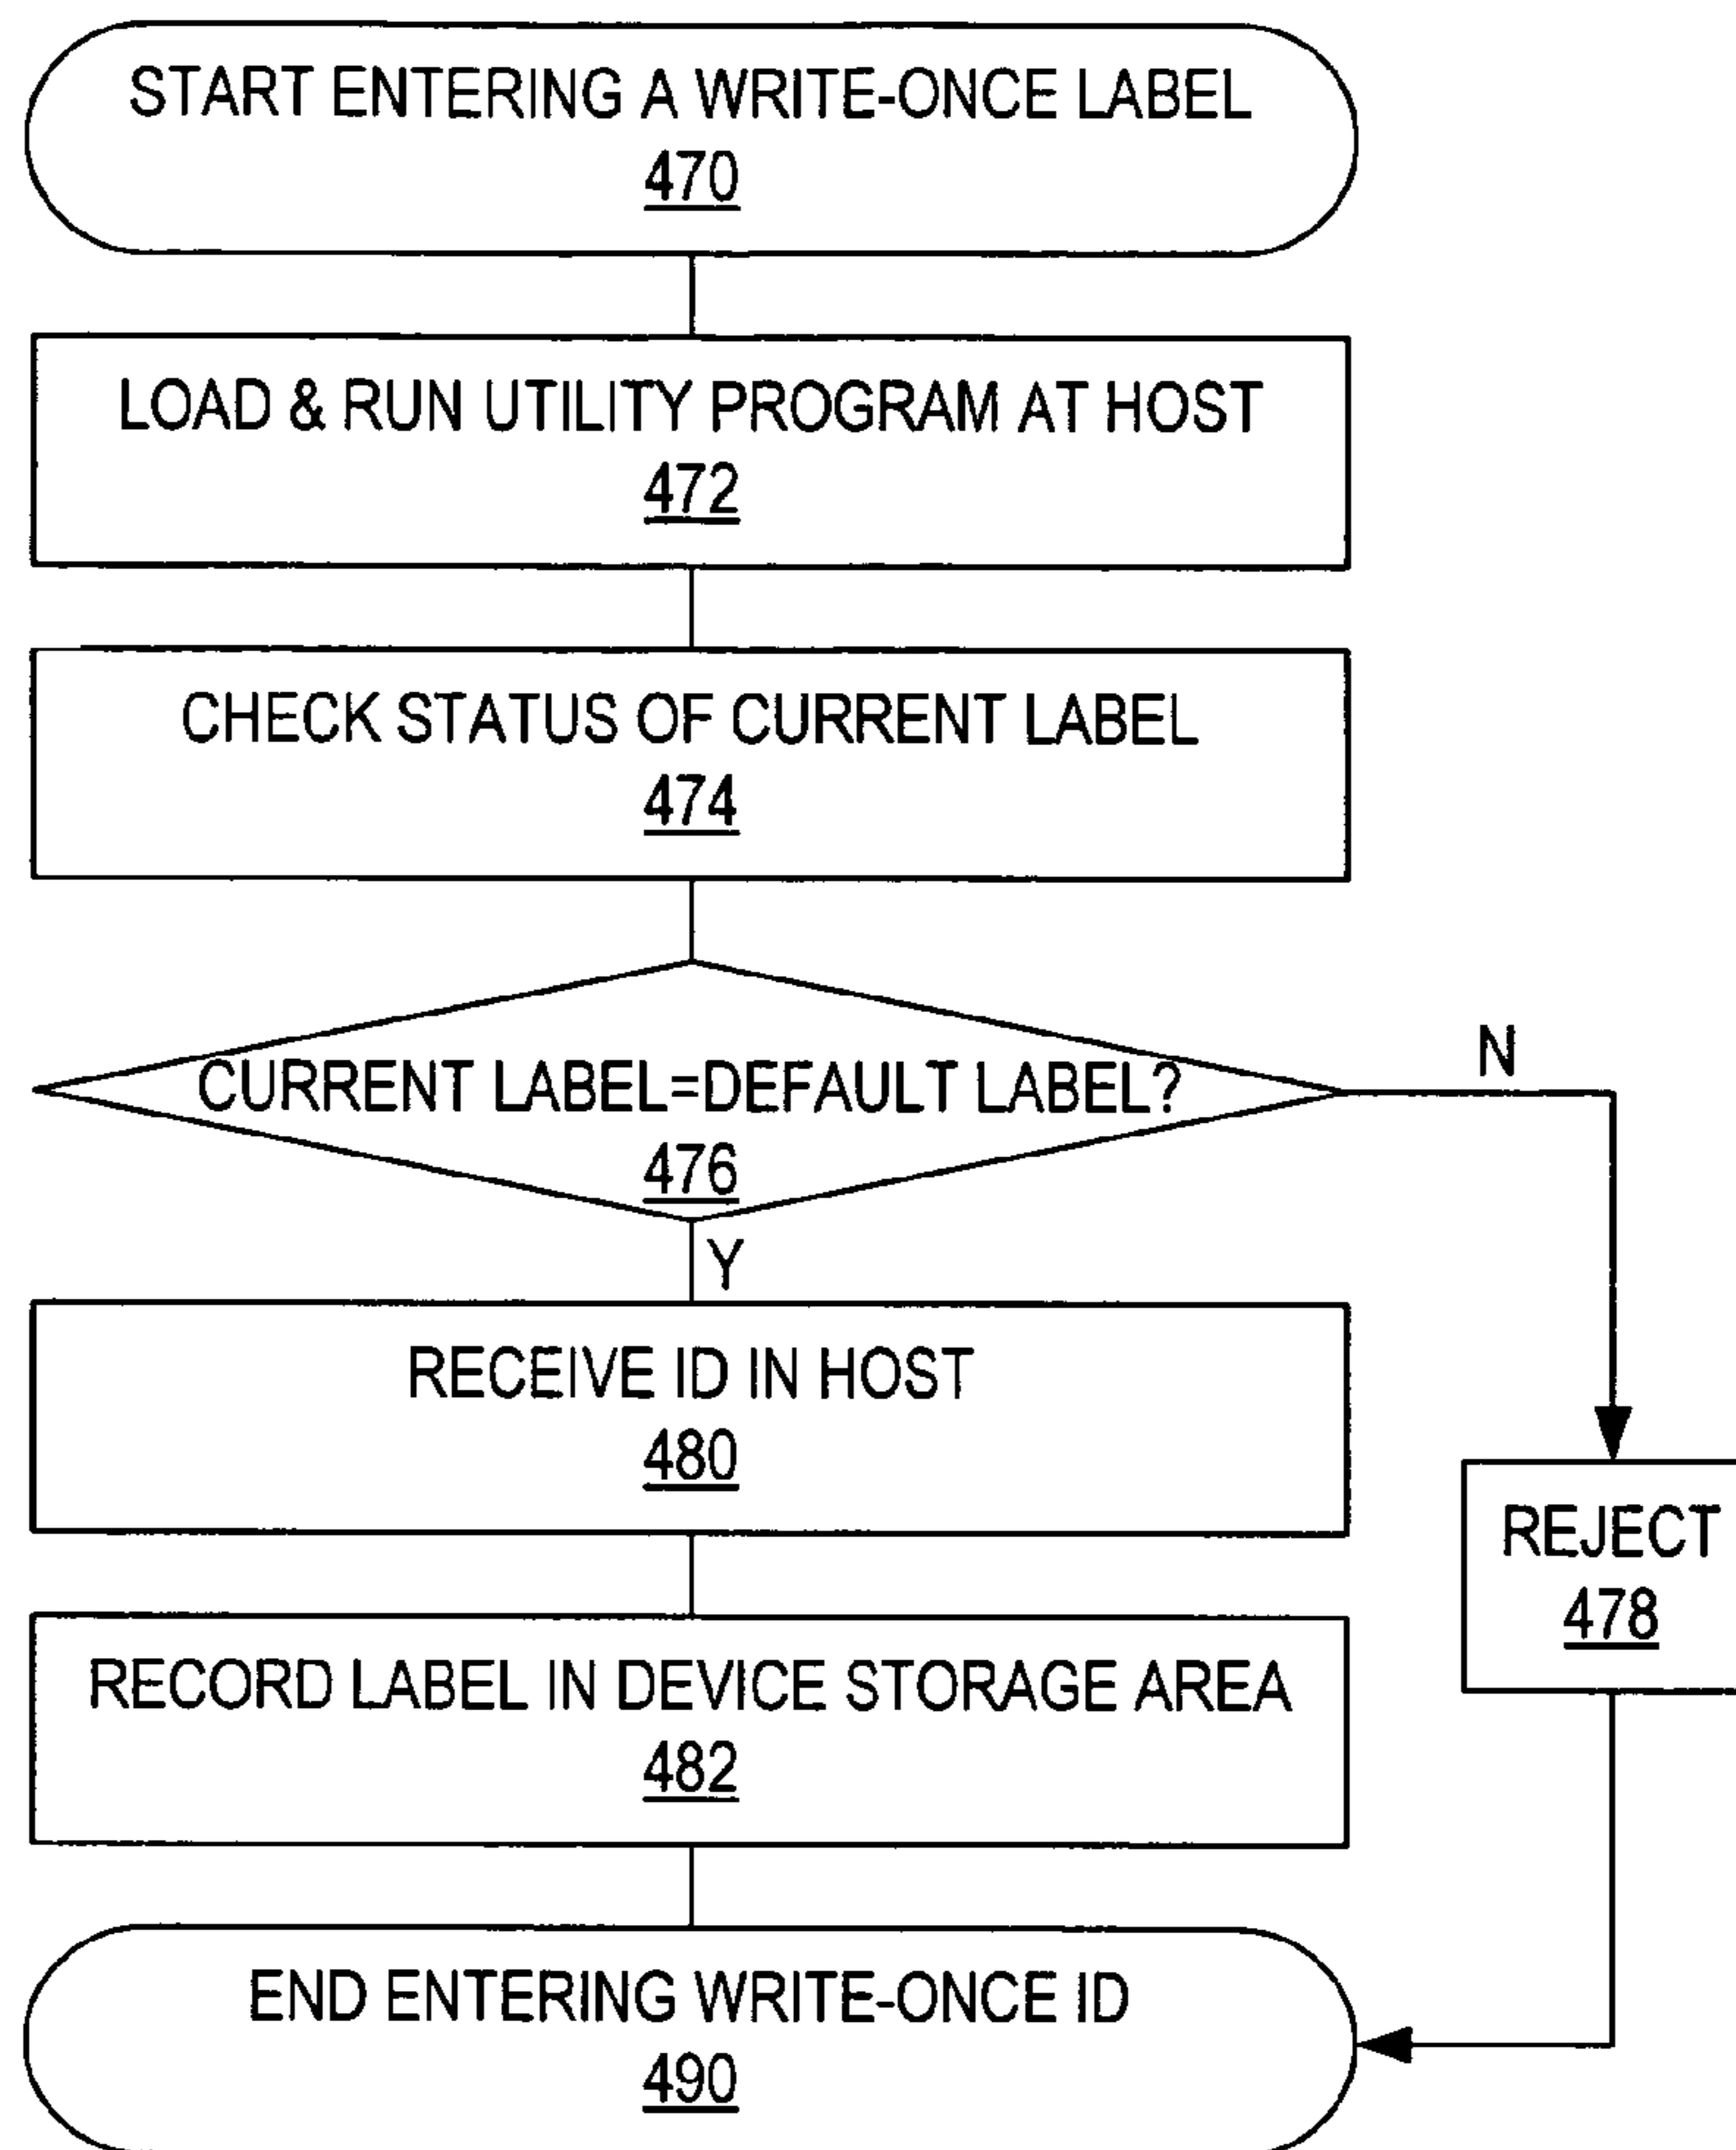 START ENTERING A WRITE-ONCE LABEL
470
LOAD & RUN UTILITY PROGRAM AT HOST
472
CHECK STATUS OF CURRENT LABEL
474
CURRENT LABEL=DEFAULT LABEL?
476
N
Y
RECEIVE ID IN HOST
480
REJECT
478
RECORD LABEL IN DEVICE STORAGE AREA
482
END ENTERING WRITE-ONCE ID
490